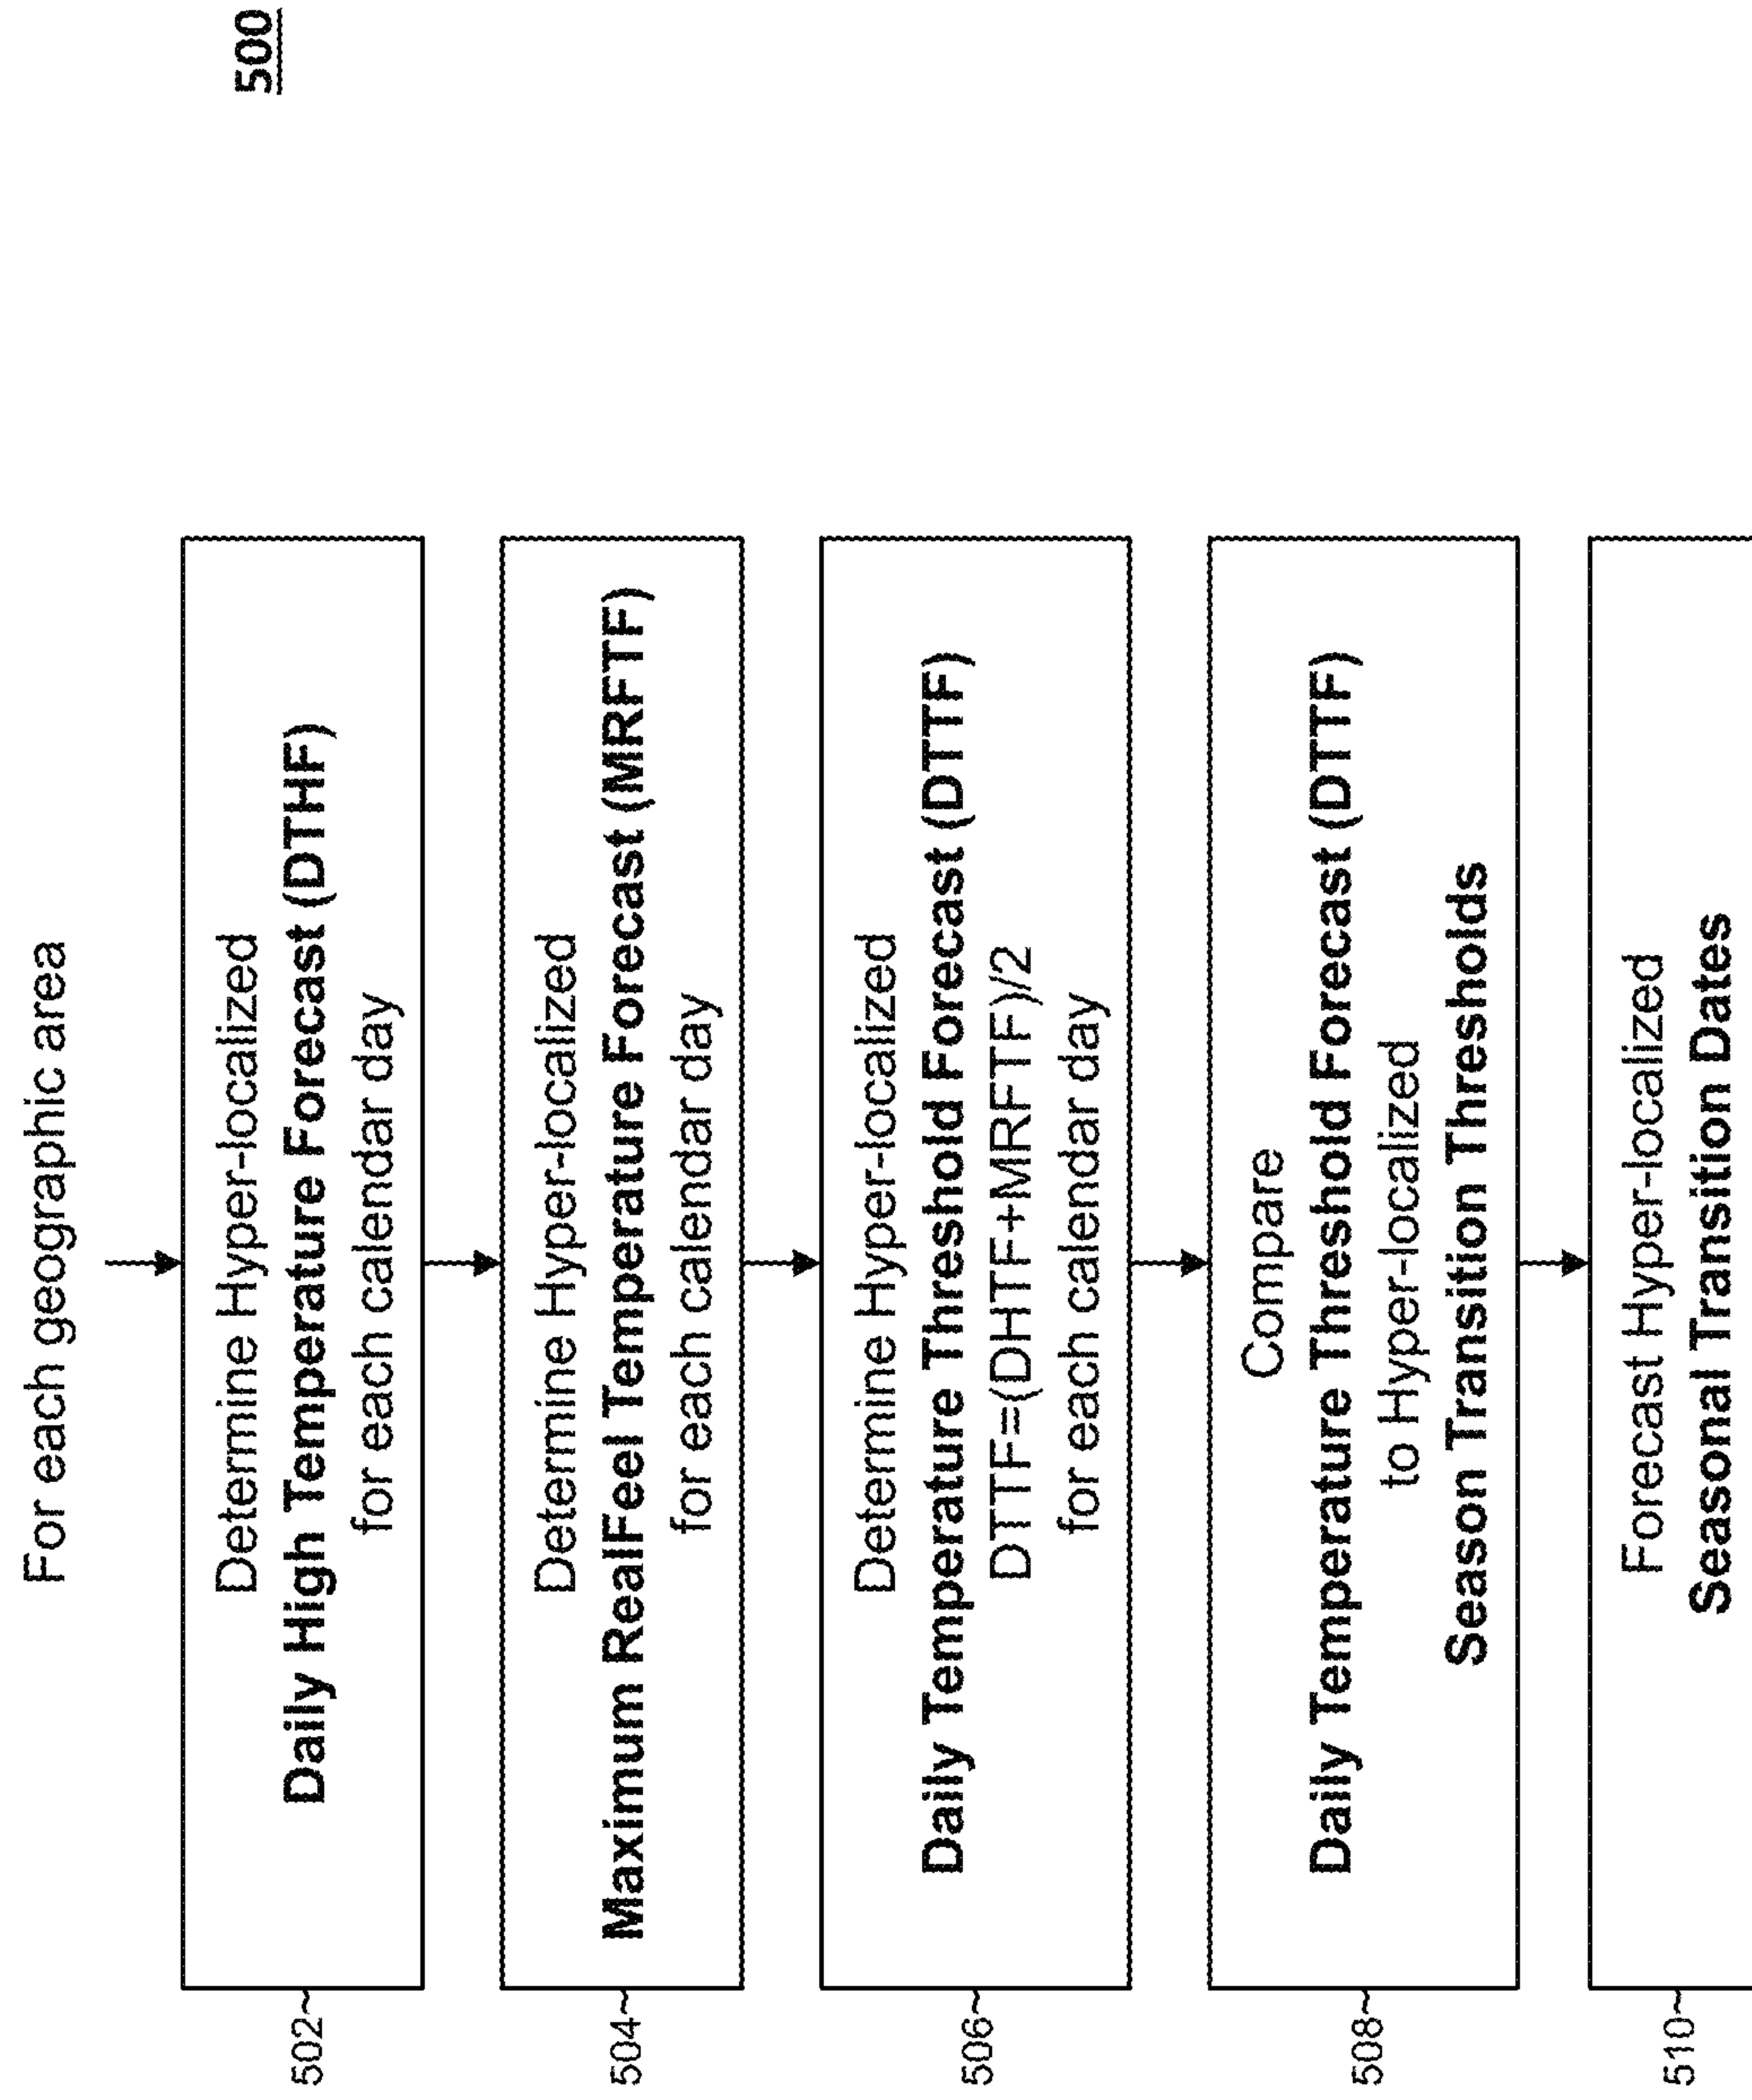 500
For each geographic area
502~
Determine Hyper-localized
Daily High Temperature Forecast (DTHF)
for each calendar day
504~
Determine Hyper-localized
Maximum RealFeel Temperature Forecast (MRFTF)
for each calendar day
506~
Determine Hyper-localized
Daily Temperature Threshold Forecast (DTTF)
DTTF=(DHTF+MRFTF)/2
for each calendar day
508~
Compare
Daily Temperature Threshold Forecast (DTTF)
to Hyper-localized
Season Transition Thresholds
510~
Forecast Hyper-localized
Seasonal Transition Dates